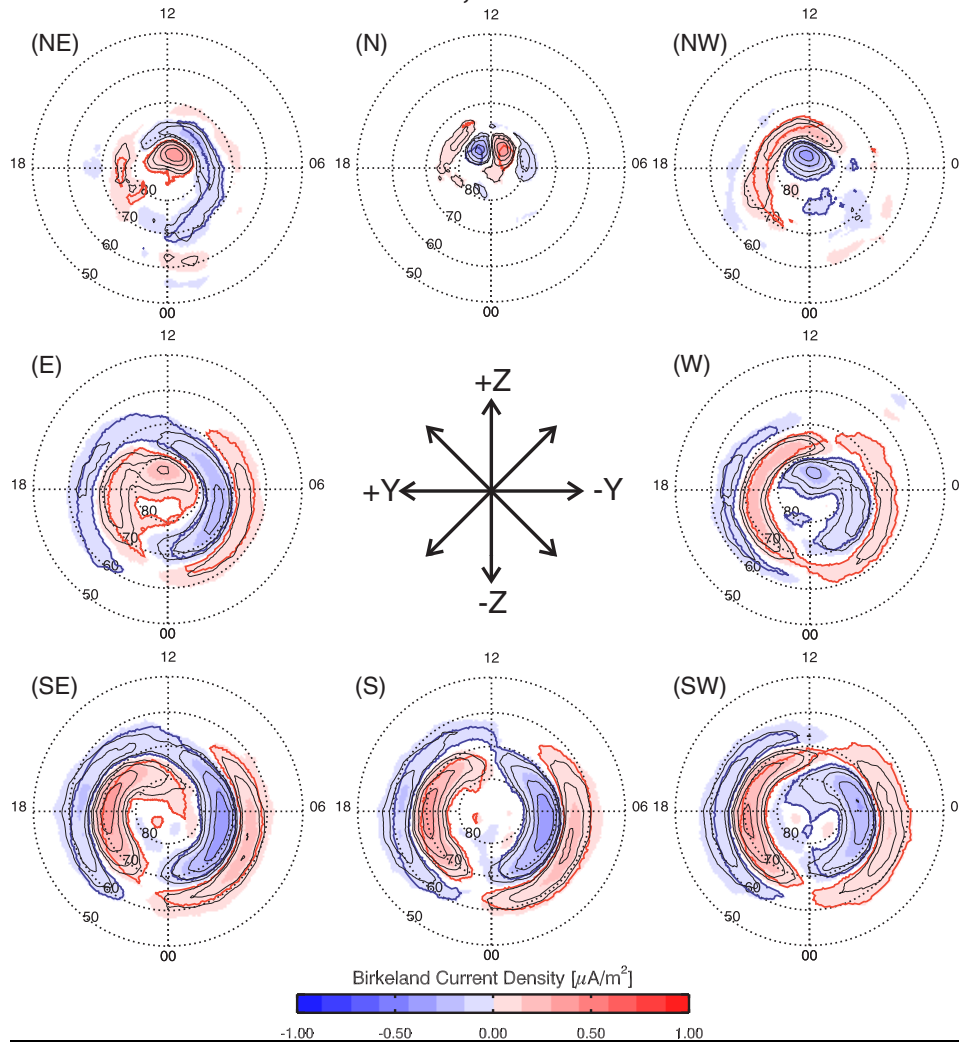 12 12 12
(NE) (N) (NW)
18 06 18 06 18 0
80 80 80
70 70 70
60 60 60
50 50 50
00 00 00
12 12
(E) +Z (W)
18 06 +Y -Y 18 0
80 80
70 70
60 60
50 -Z 50
00 00
12 12 12
(SE) (S) (SW)
18 06 18 06 18 0
80 80 80
70 70 70
60 60 60
50 50 50
00 00 00
Birkeland Current Density [μA/m²]
-1.00 -0.50 0.00 0.50 1.00